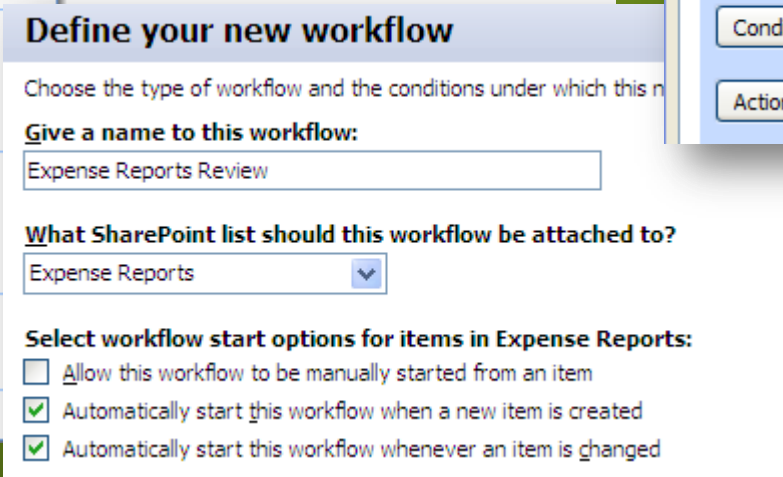 Define your new workflow
Choose the type of workflow and the conditions under which this n
Give a name to this workflow:
Expense Reports Review
What SharePoint list should this workflow be attached to?
Expense Reports
Select workflow start options for items in Expense Reports:
Allow this workflow to be manually started from an item
Automatically start this workflow when a new item is created
Automatically start this workflow whenever an item is changed
Cond
Action